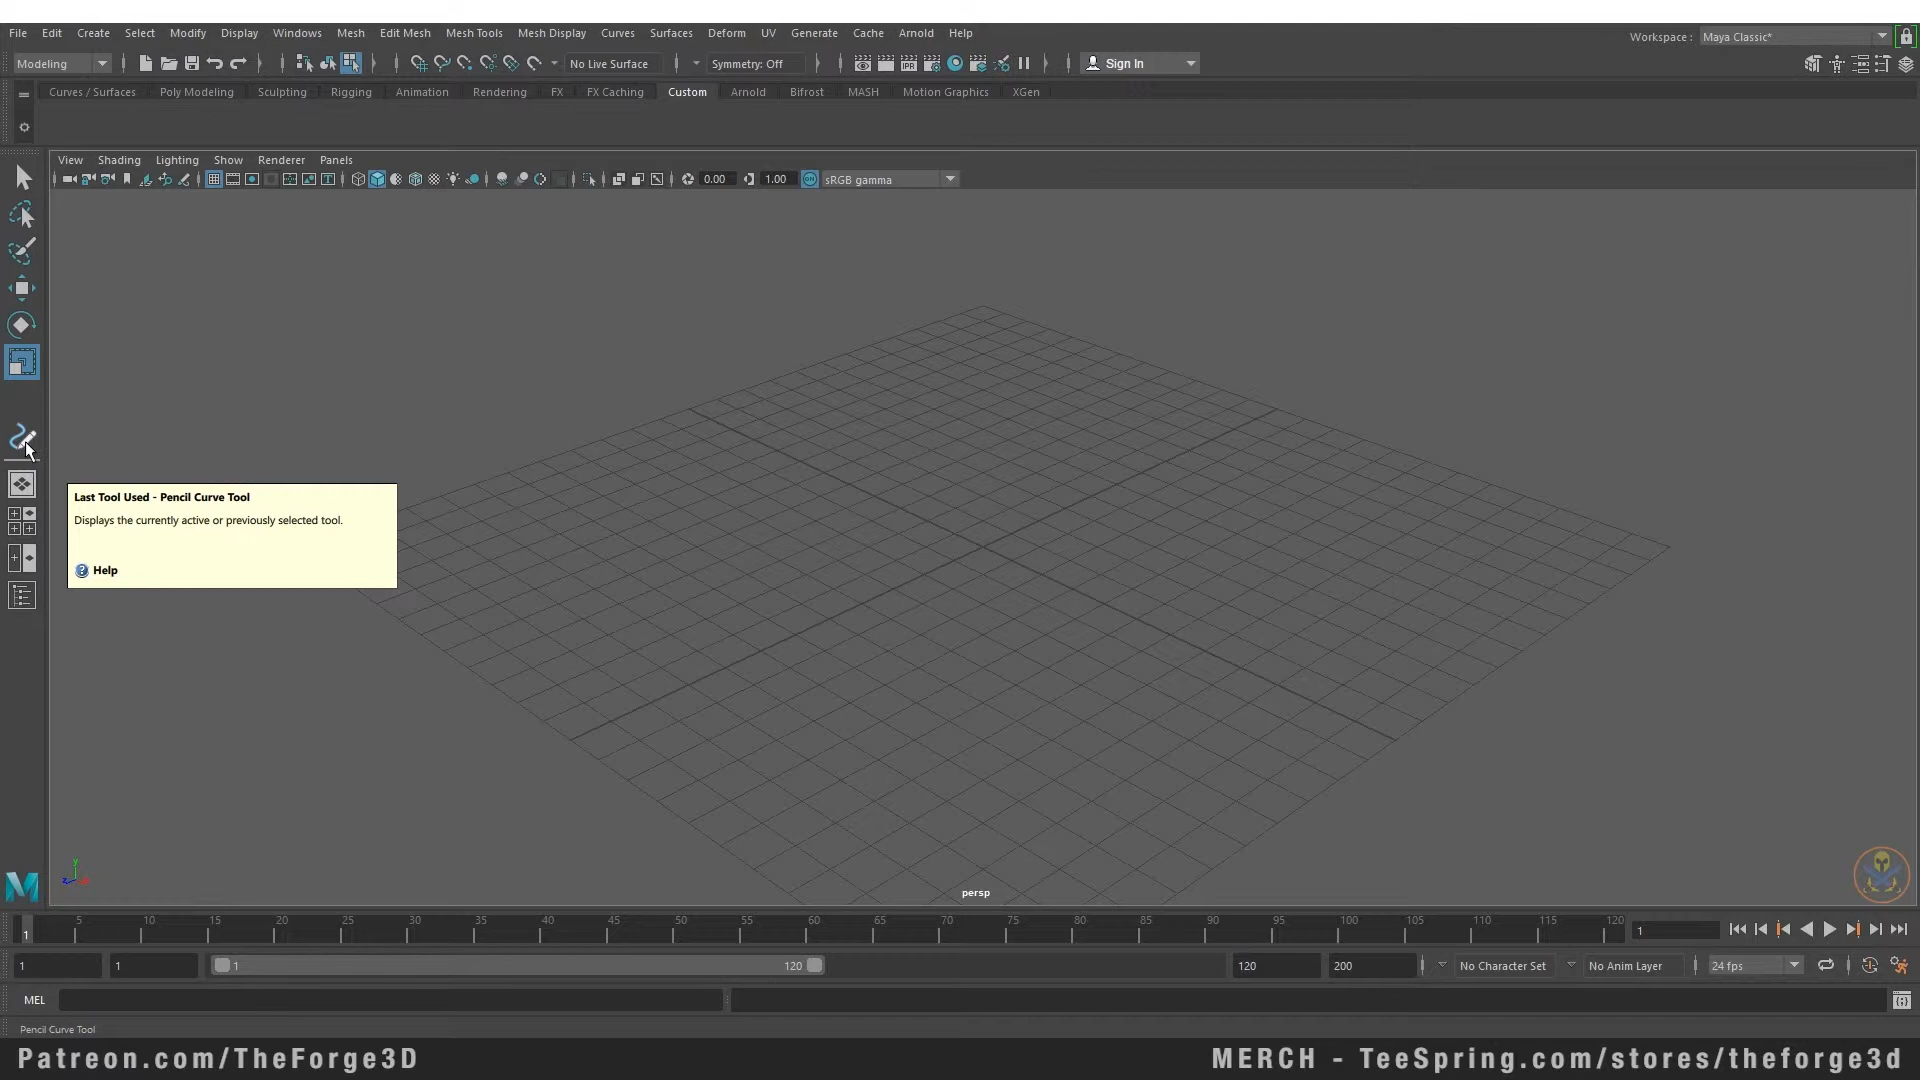 File Edit Create Select Modify Display Windows Mesh Edit Mesh Mesh Tools Mesh Display Curves Surfaces Deform UV Generate Cache Arnold Help
Workspace : Maya Classic*
Modeling No Live Surface Symmetry: Off Sign In
Curves / Surfaces Poly Modeling Sculpting Rigging Animation Rendering FX FX Caching Custom Arnold Bifrost MASH Motion Graphics XGen
View Shading Lighting Show Renderer Panels
0.00 1.00 ON sRGB gamma
Last Tool Used - Pencil Curve Tool
Displays the currently active or previously selected tool.
? Help
y
z
persp
5 10 15 20 25 30 35 40 45 50 55 60 65 70 75 80 85 90 95 100 105 110 115 120
1 1
1 1 1 120 120 200 No Character Set No Anim Layer 24 fps
MEL
Pencil Curve Tool
Patreon.com/TheForge3D
MERCH - TeeSpring.com/stores/theforge3d